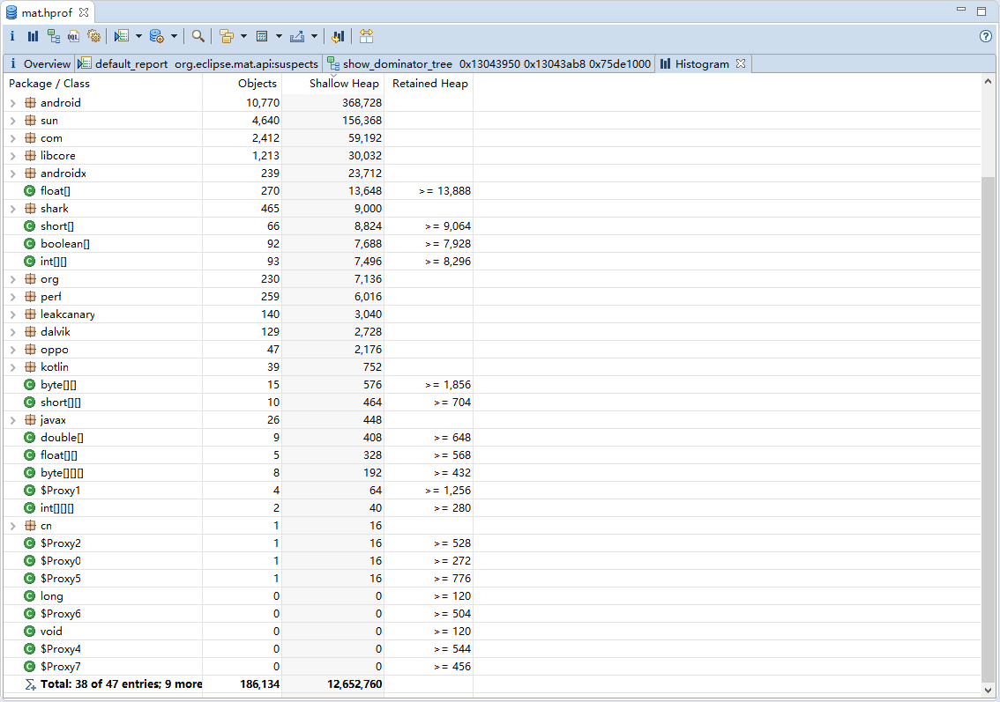 mat.hprof
Overview default_report org.eclipse.mat.apisuspects show_dominator_tree 0x13043950 0x13043ab8 0x75de1000 Histogram
Package / Class Objects Shallow Heap Retained Heap
android 10,770 368,728
sun 4,640 156,368
com 2,412 59,192
libcore 1,213 30,032
androidx 239 23,712
float[] 270 13,648 >= 13,888
shark 465 9,000
short[] 66 8,824 >= 9,064
boolean[] 92 7,688 >= 7,928
int[][] 93 7,496 >= 8,296
org 230 7,136
perf 259 6,016
leakcanary 140 3,040
dalvik 129 2,728
oppo 47 2,176
kotlin 39 752
byte[][] 15 576 >= 1,856
short[][] 10 464 >= 704
javax 26 448
double[] 9 408 >= 648
float[][] 5 328 >= 568
byte[][][] 8 192 >= 432
$Proxy1 4 64 >= 1,256
int[][][] 2 40 >= 280
cn 1 16
$Proxy2 1 16 >= 528
$Proxy0 1 16 >= 272
$Proxy5 1 16 >= 776
long 0 0 >= 120
$Proxy6 0 0 >= 504
void 0 0 >= 120
$Proxy4 0 0 >= 544
$Proxy7 0 0 >= 456
Total: 38 of 47 entries; 9 more 186,134 12,652,760